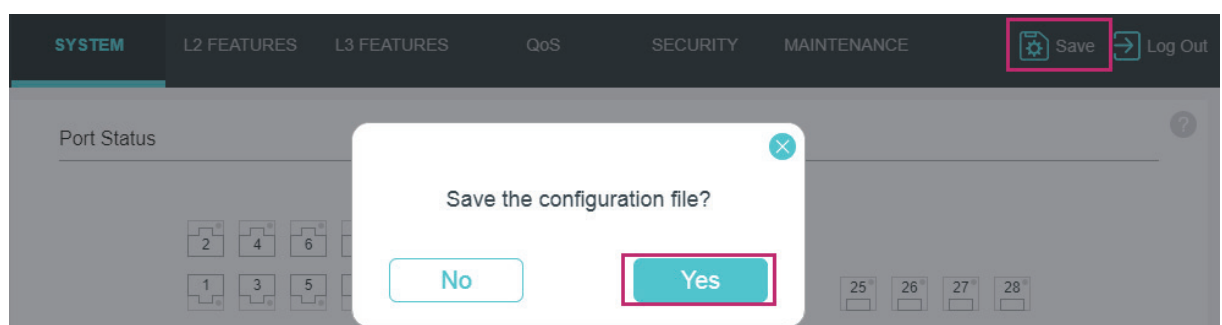 SYSTEM L2 FEATURES L3 FEATURES QoS SECURITY MAINTENANCE Save Log Out
Port Status ?
Save the configuration file?
2 4 6
No Yes
1 3 5 25 26 27 28